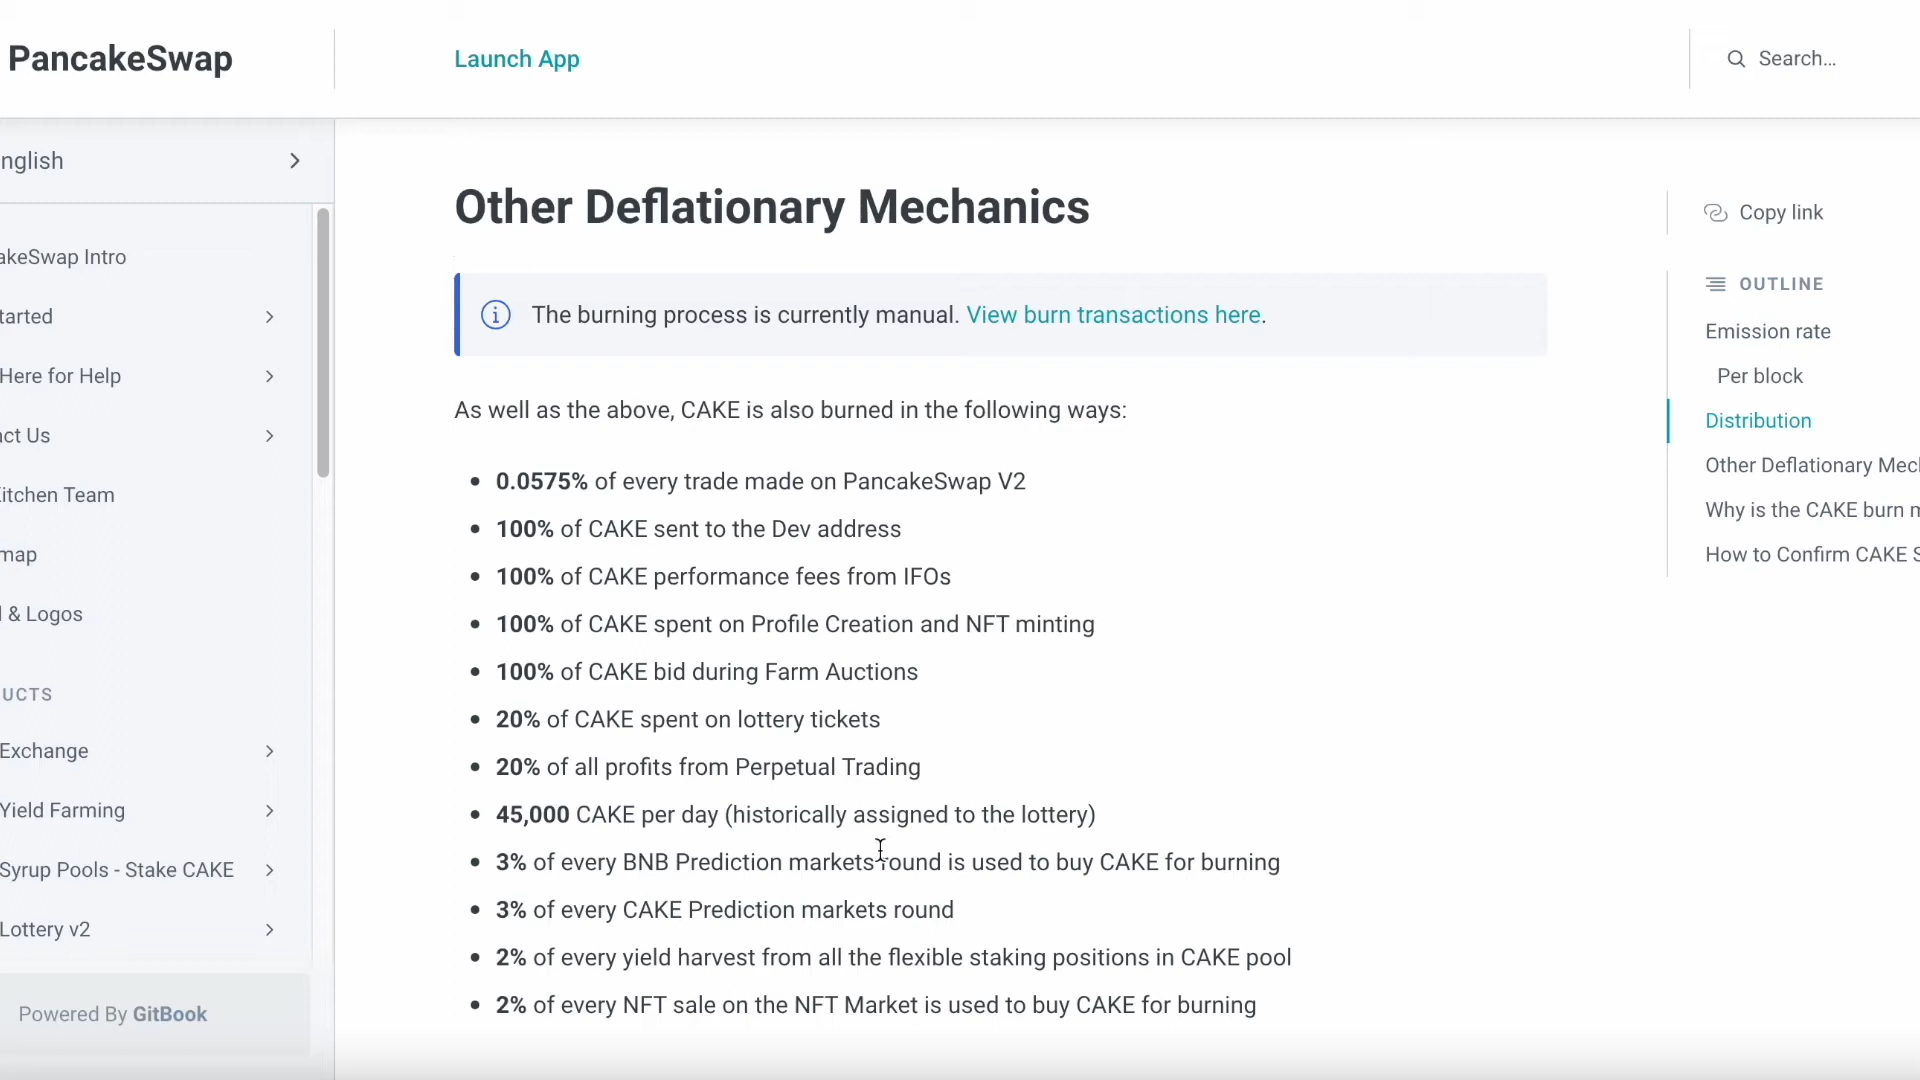 PancakeSwap
Launch App
Search...
nglish
akeSwap Intro
tarted
Here for Help
act Us
Kitchen Team
map
l & Logos
UCTS
Exchange
Yield Farming
Syrup Pools - Stake CAKE
Lottery v2
Powered By GitBook
Other Deflationary Mechanics
The burning process is currently manual. View burn transactions here.
As well as the above, CAKE is also burned in the following ways:
• 0.0575% of every trade made on PancakeSwap V2
• 100% of CAKE sent to the Dev address
• 100% of CAKE performance fees from IFOs
• 100% of CAKE spent on Profile Creation and NFT minting
• 100% of CAKE bid during Farm Auctions
• 20% of CAKE spent on lottery tickets
• 20% of all profits from Perpetual Trading
• 45,000 CAKE per day (historically assigned to the lottery)
• 3% of every BNB Prediction markets round is used to buy CAKE for burning
• 3% of every CAKE Prediction markets round
• 2% of every yield harvest from all the flexible staking positions in CAKE pool
• 2% of every NFT sale on the NFT Market is used to buy CAKE for burning
Copy link
OUTLINE
Emission rate
Per block
Distribution
Other Deflationary Mec
Why is the CAKE burn
How to Confirm CAKE S